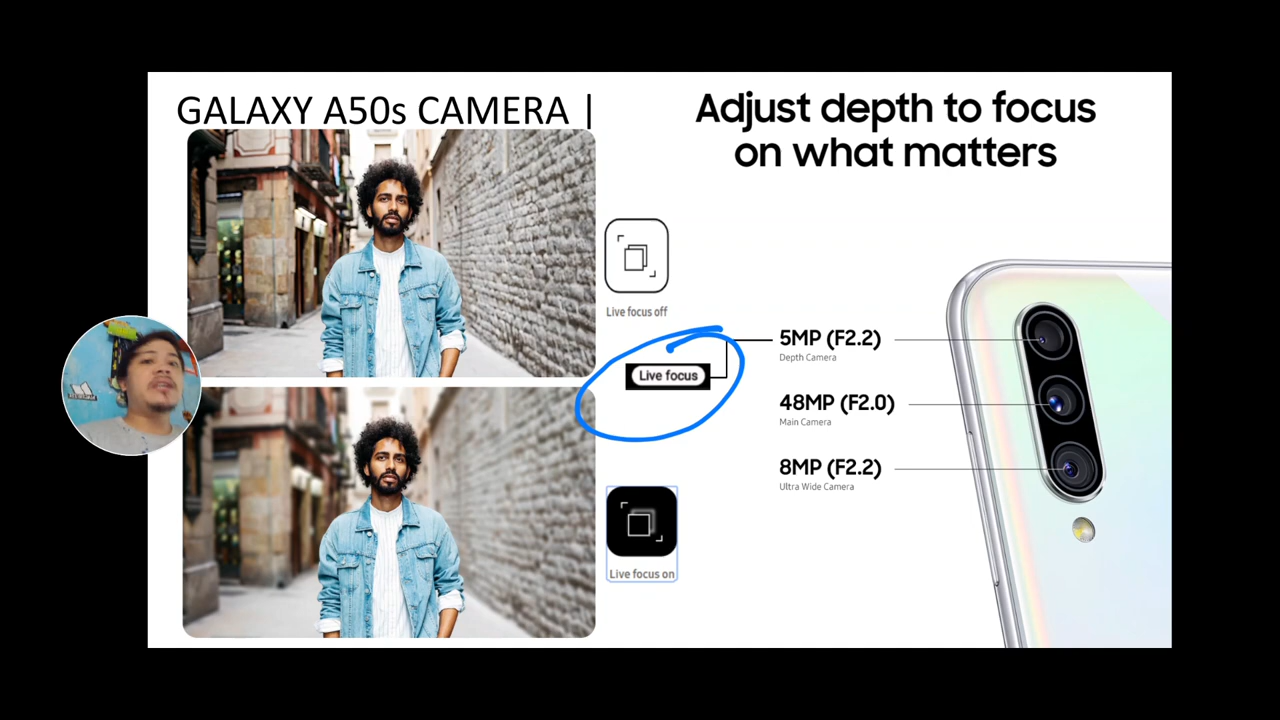 GALAXY A50s CAMERA |
Adjust depth to focus
on what matters
Live focus off
Live focus
Live focus on
5MP (F2.2)
Depth Camera
48MP (F2.0)
Main Camera
8MP (F2.2)
Ultra Wide Camera